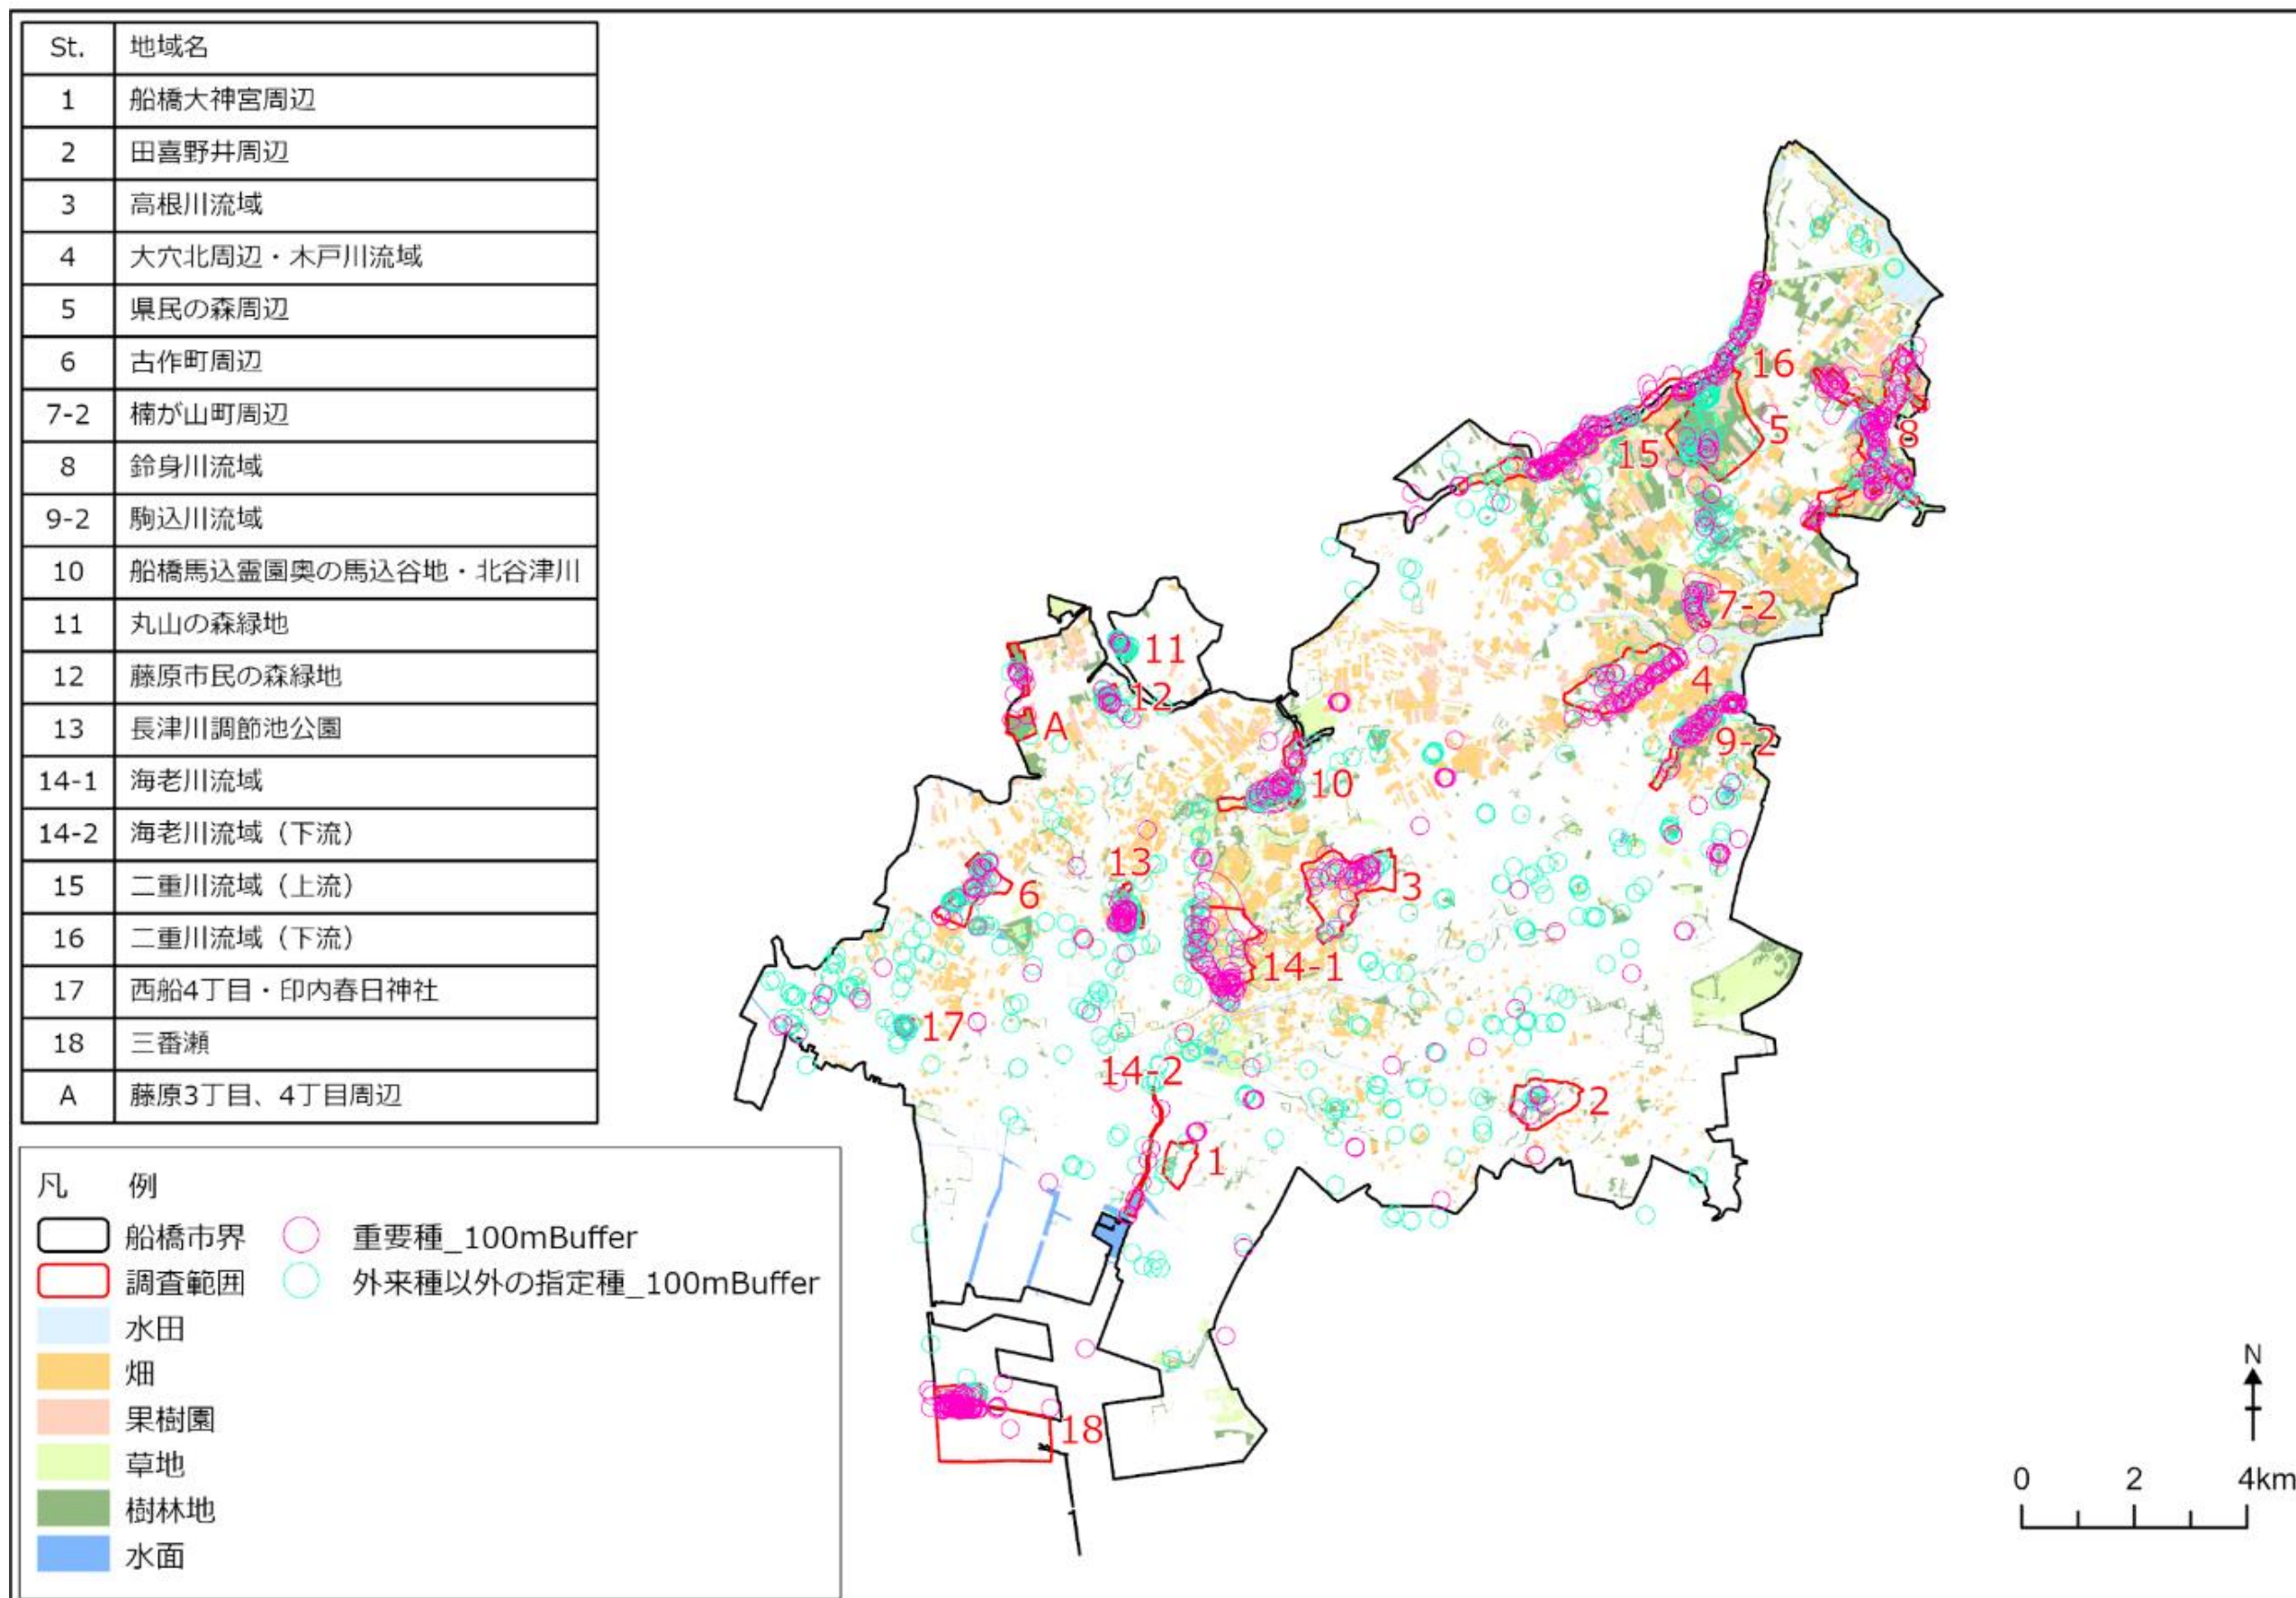 St. 地域名
1 船橋大神宮周辺
2 田喜野井周辺
3 高根川流域
4 大穴北周辺・木戸川流域
5 県民の森周辺
6 古作町周辺
7-2 楠が山町周辺
8 鈴身川流域
9-2 駒込川流域
10 船橋馬込霊園奥の馬込谷地・北谷津川
11 丸山の森緑地
12 藤原市民の森緑地
13 長津川調節池公園
14-1 海老川流域
14-2 海老川流域（下流）
15 二重川流域（上流）
16 二重川流域（下流）
17 西船4丁目・印内春日神社
18 三番瀬
A 藤原3丁目、4丁目周辺
凡 例
船橋市界 重要種_100mBuffer
調査範囲 外来種以外の指定種_100mBuffer
水田
畑
果樹園
草地
樹林地
水面
16
5
15
8
7-2
11
4
12
A
9-2
10
13
3
6
14-1
17
14-2
2
1
18
N
0 2 4km